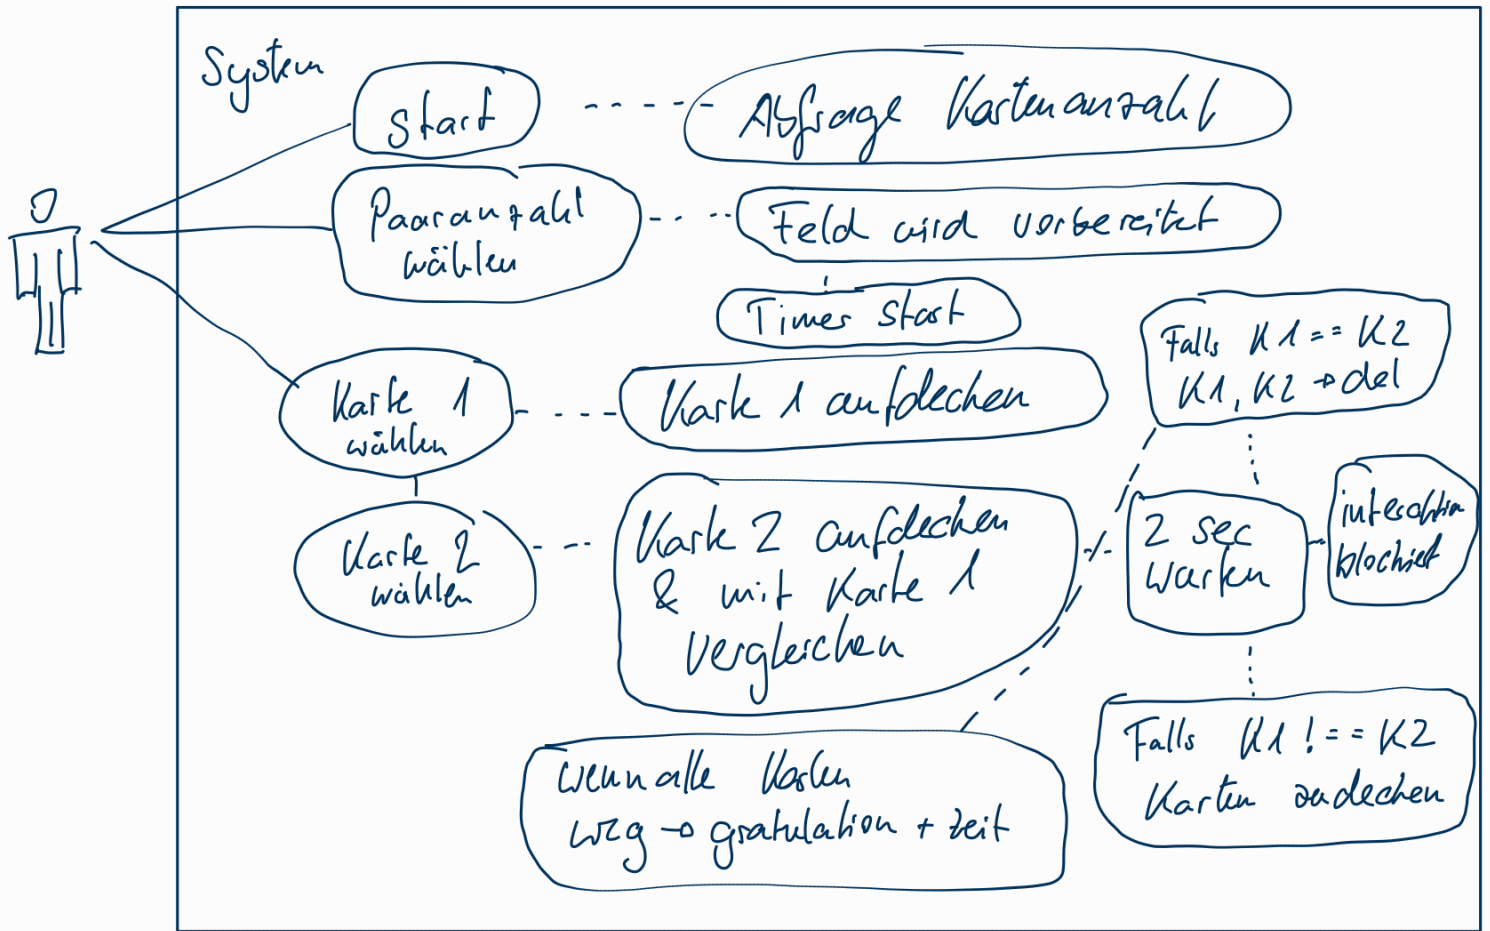 System
Start
Abfrage Kartenanzahl
Paaranzahl
wählen
Feld wird vorbereitet
Timer Start
Karte 1
wählen
Karte 1 aufdecken
Falls K1 == K2
K1, K2 → del
Karte 2
wählen
Karte 2 aufdecken
& mit Karte 1
vergleichen
2 sec
warten
interaktion
blockiert
wenn alle Karten
weg → gratulation + zeit
Falls K1 !== K2
Karten zudecken